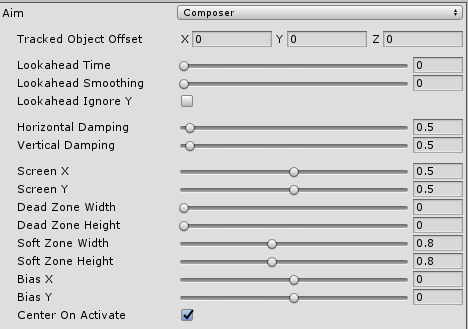 Aim Composer
Tracked Object Offset X 0 Y 0 Z 0
Lookahead Time 0
Lookahead Smoothing 0
Lookahead Ignore Y
Horizontal Damping 0.5
Vertical Damping 0.5
Screen X 0.5
Screen Y 0.5
Dead Zone Width 0
Dead Zone Height 0
Soft Zone Width 0.8
Soft Zone Height 0.8
Bias X 0
Bias Y 0
Center On Activate